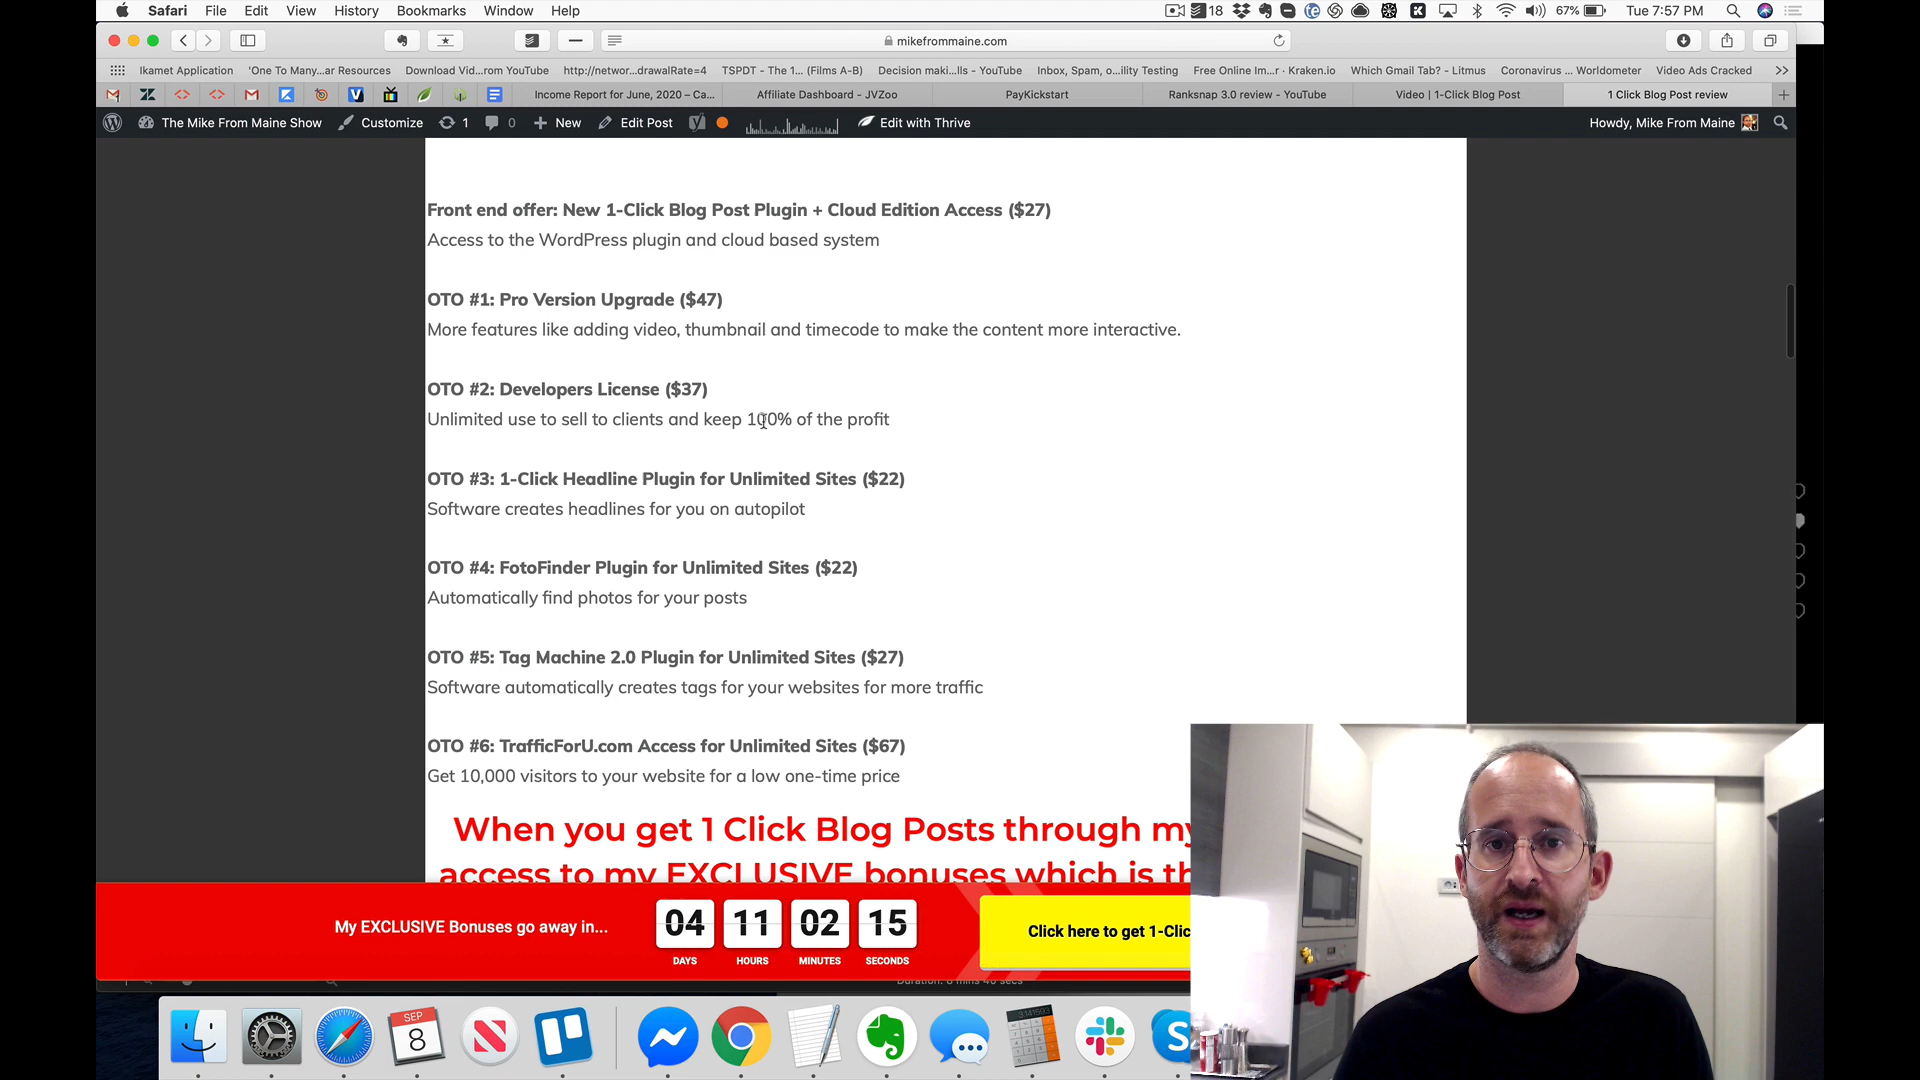 Safari File Edit View History Bookmarks Window Help 18 67% Tue 7:57 PM
mikefrommaine.com
Ikamet Application 'One To Many...ar Resources Download Vid...rom YouTube http://networ...drawalRate=4 TSPDT - The 1... (Films A-B) Decision maki...lls - YouTube Inbox, Spam, o...ility Testing Free Online Im...r · Kraken.io Which Gmail Tab? - Litmus Coronavirus ... Worldometer Video Ads Cracked
Income Report for June, 2020 – Ca... Affiliate Dashboard - JVZoo PayKickstart Ranksnap 3.0 review - YouTube Video | 1-Click Blog Post 1 Click Blog Post review
The Mike From Maine Show Customize 1 0 New Edit Post Edit with Thrive Howdy, Mike From Maine
Front end offer: New 1-Click Blog Post Plugin + Cloud Edition Access ($27)
Access to the WordPress plugin and cloud based system
OTO #1: Pro Version Upgrade ($47)
More features like adding video, thumbnail and timecode to make the content more interactive.
OTO #2: Developers License ($37)
Unlimited use to sell to clients and keep 100% of the profit
OTO #3: 1-Click Headline Plugin for Unlimited Sites ($22)
Software creates headlines for you on autopilot
OTO #4: FotoFinder Plugin for Unlimited Sites ($22)
Automatically find photos for your posts
OTO #5: Tag Machine 2.0 Plugin for Unlimited Sites ($27)
Software automatically creates tags for your websites for more traffic
OTO #6: TrafficForU.com Access for Unlimited Sites ($67)
Get 10,000 visitors to your website for a low one-time price
When you get 1 Click Blog Posts through my
access to my EXCLUSIVE bonuses which is th
My EXCLUSIVE Bonuses go away in...
04 11 02 15
DAYS HOURS MINUTES SECONDS
Click here to get 1-Clic
SEP
8